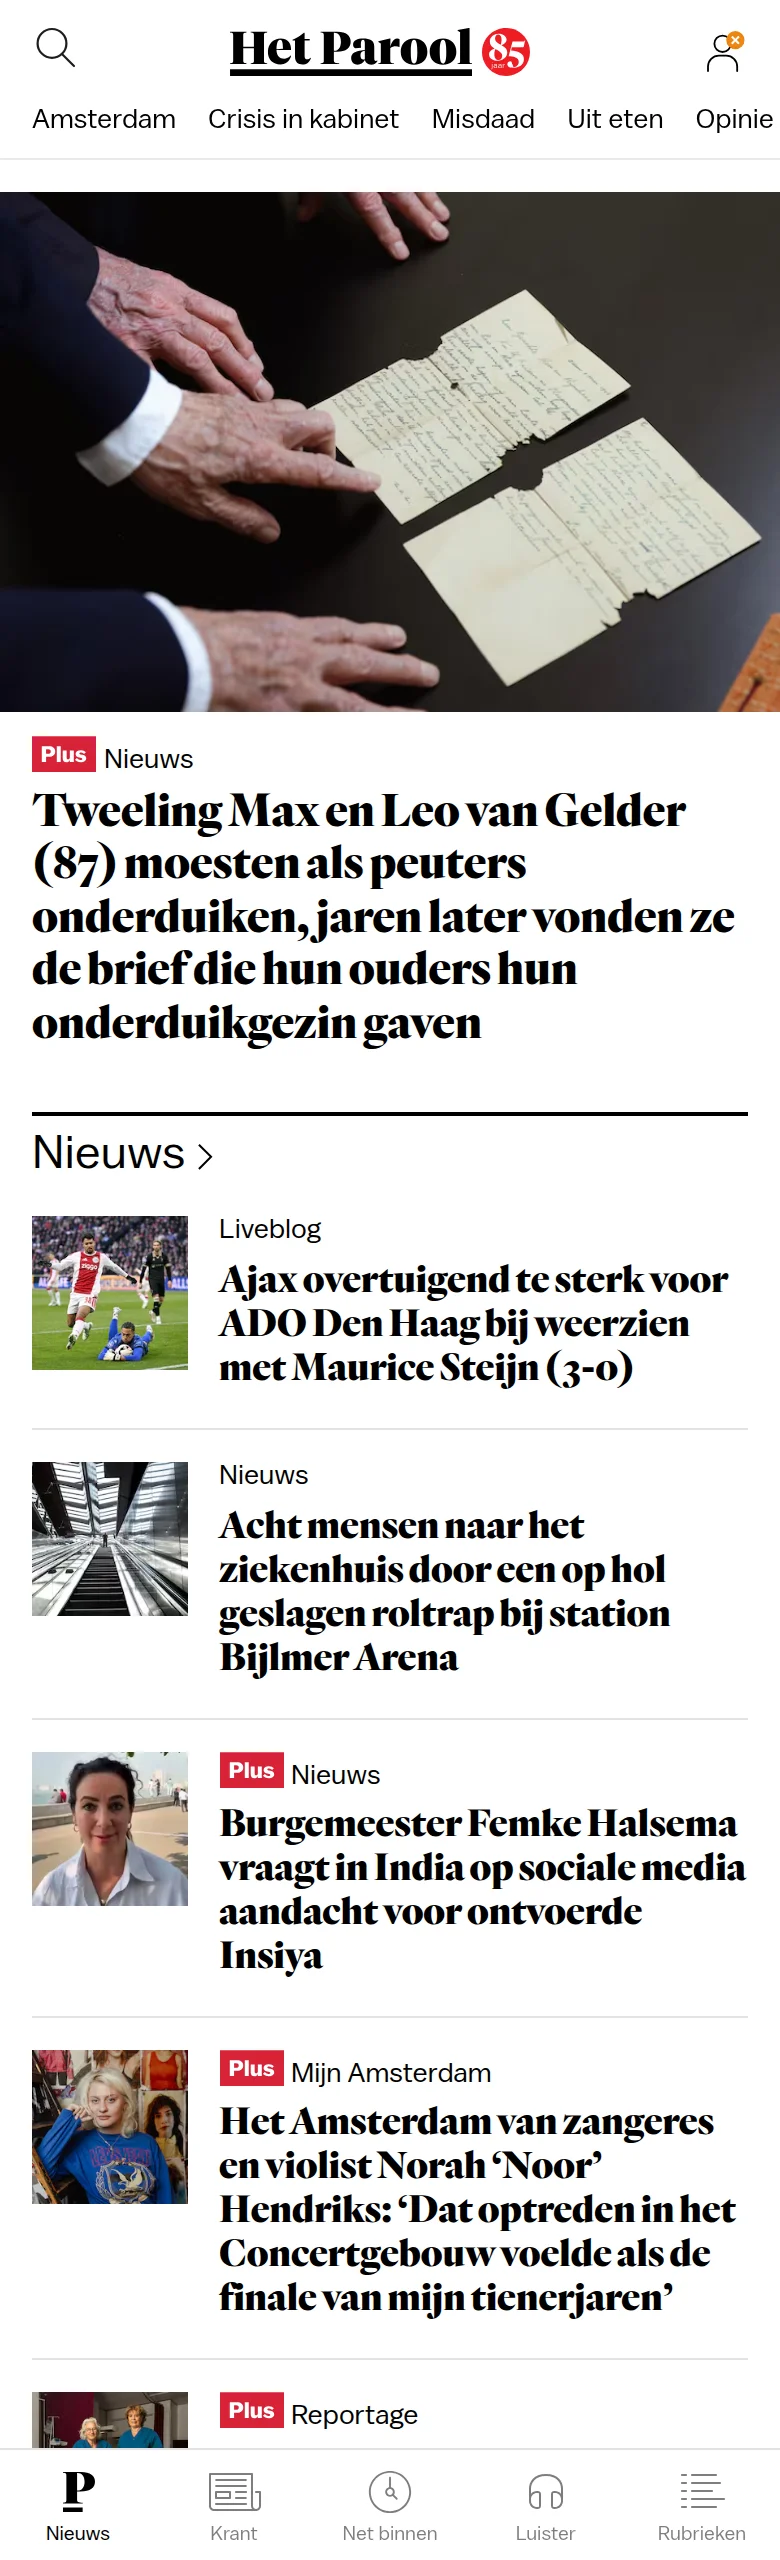 Het Parool 85 jaar
Amsterdam Crisis in kabinet Misdaad Uit eten Opinie
Plus Nieuws
Tweeling Max en Leo van Gelder
(87) moesten als peuters
onderduiken, jaren later vonden ze
de brief die hun ouders hun
onderduikgezin gaven
Nieuws
Liveblog
Ajax overtuigend te sterk voor
ADO Den Haag bij weerzien
met Maurice Steijn (3-0)
Nieuws
Acht mensen naar het
ziekenhuis door een op hol
geslagen roltrap bij station
Bijlmer Arena
Plus Nieuws
Burgemeester Femke Halsema
vraagt in India op sociale media
aandacht voor ontvoerde
Insiya
Plus Mijn Amsterdam
Het Amsterdam van zangeres
en violist Norah ‘Noor’
Hendriks: ‘Dat optreden in het
Concertgebouw voelde als de
finale van mijn tienerjaren’
Plus Reportage
P
Nieuws Krant Net binnen Luister Rubrieken